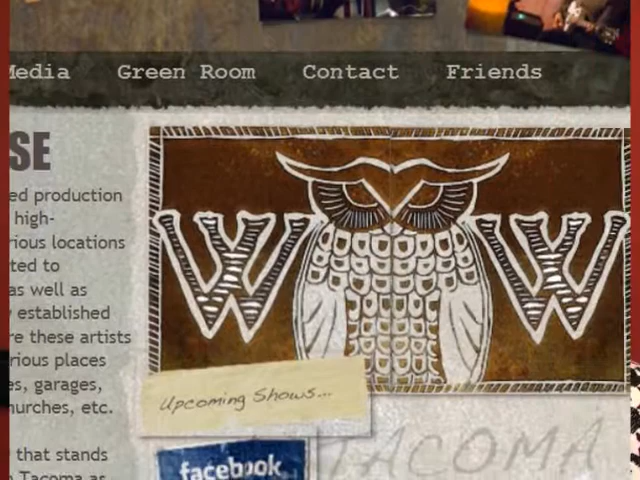 Media Green Room Contact Friends
SE
ed production
high-
rious locations
ted to
as well as
established
re these artists
rious places
es, garages,
hurches, etc.
that stands
Tacoma as
W W
Upcoming Shows...
facebook
TACOMA